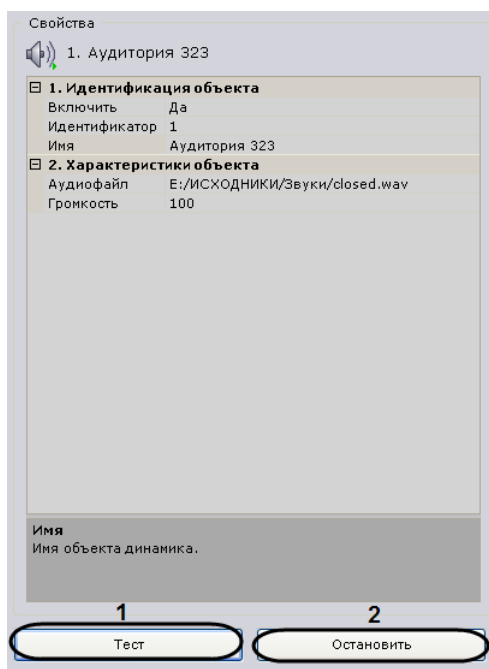 Свойства
1. Аудитория 323
1. Идентификация объекта
Включить Да
Идентификатор 1
Имя Аудитория 323
2. Характеристики объекта
Аудиофайл E:/ИСХОДНИКИ/Звуки/closed.wav
Громкость 100
Имя
Имя объекта динамика.
1 2
Тест Остановить